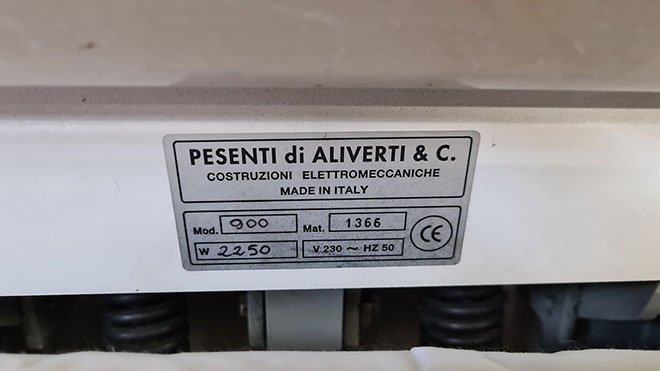 PESENTI di ALIVERTI & C.
COSTRUZIONI ELETTROMECCANICHE
MADE IN ITALY
Mod. 900 Mat. 1366
W 2250 V 230 ~ HZ 50
CE